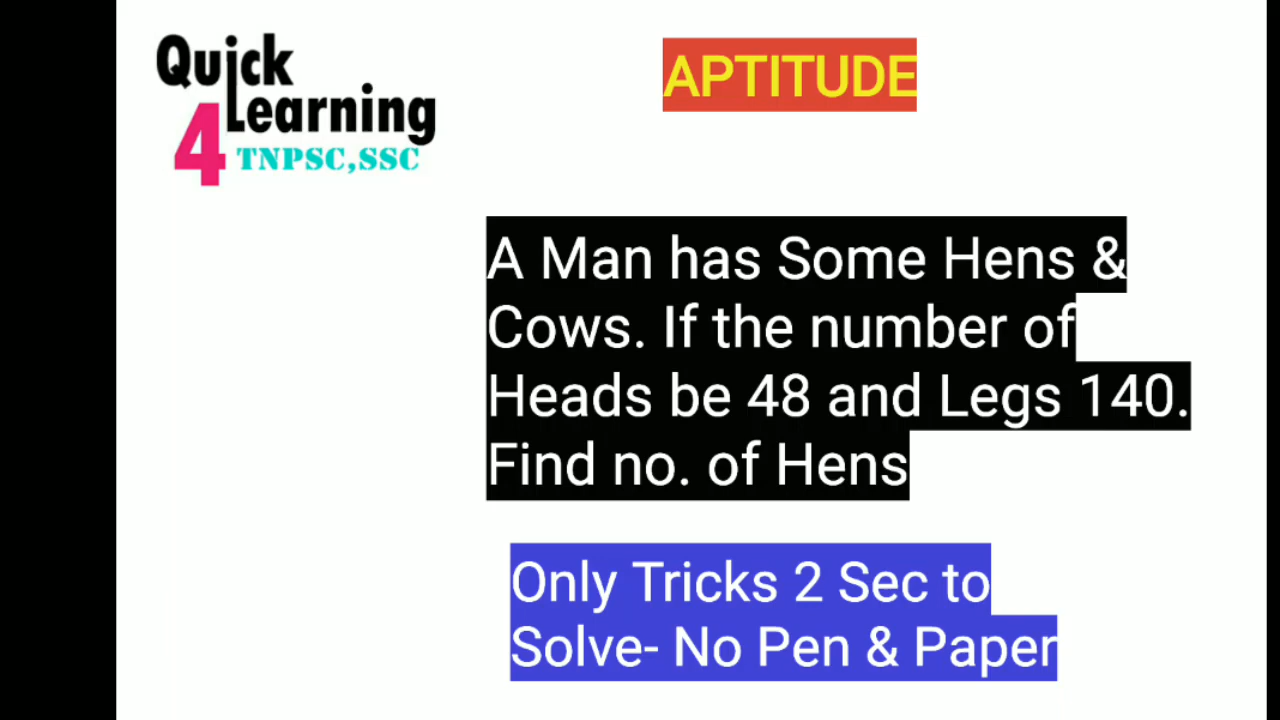 Quick
Learning
4 TNPSC,SSC
APTITUDE
A Man has Some Hens &
Cows. If the number of
Heads be 48 and Legs 140.
Find no. of Hens
Only Tricks 2 Sec to
Solve- No Pen & Paper